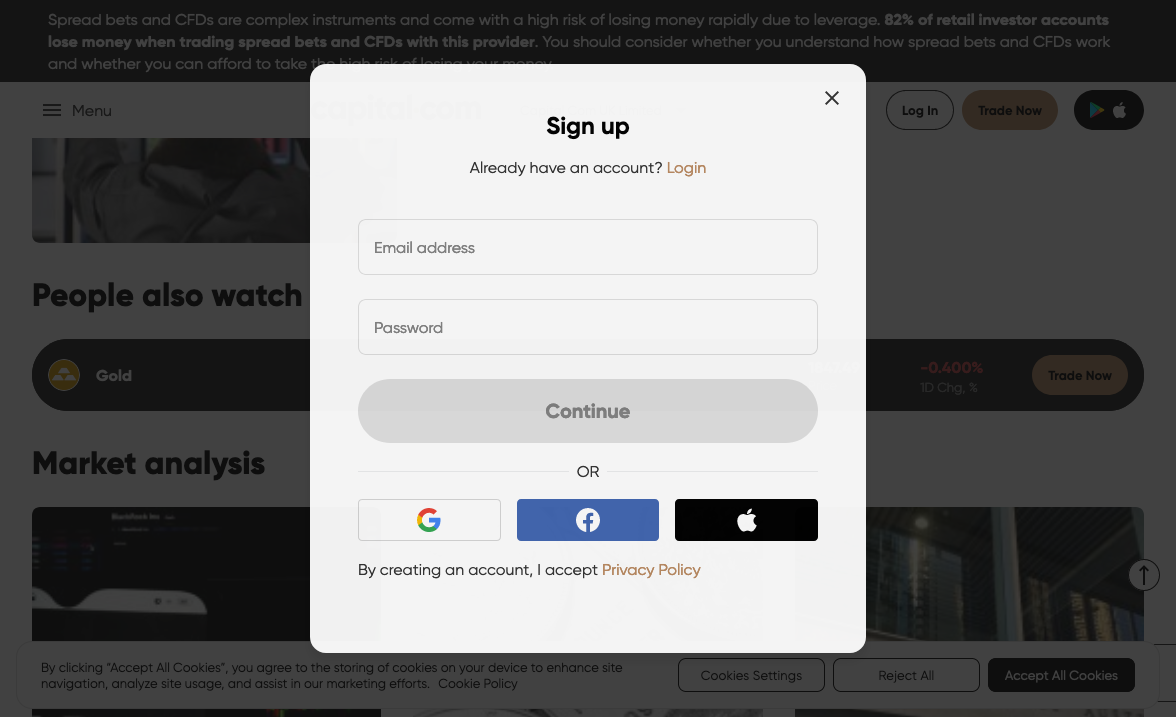 Spread bets and CFDs are complex instruments and come with a high risk of losing money rapidly due to leverage. 82% of retail investor accounts
lose money when trading spread bets and CFDs with this provider. You should consider whether you understand how spread bets and CFDs work
and whether you can afford to take the high risk of losing your money.
Menu
capital.com
Log In
Trade Now
Sign up
Already have an account? Login
Email address
People also watch
Password
Gold
-0.400%
1D Chg, %
Trade Now
Continue
Market analysis
OR
By creating an account, I accept Privacy Policy
By clicking “Accept All Cookies”, you agree to the storing of cookies on your device to enhance site
navigation, analyze site usage, and assist in our marketing efforts. Cookie Policy
Cookies Settings
Reject All
Accept All Cookies